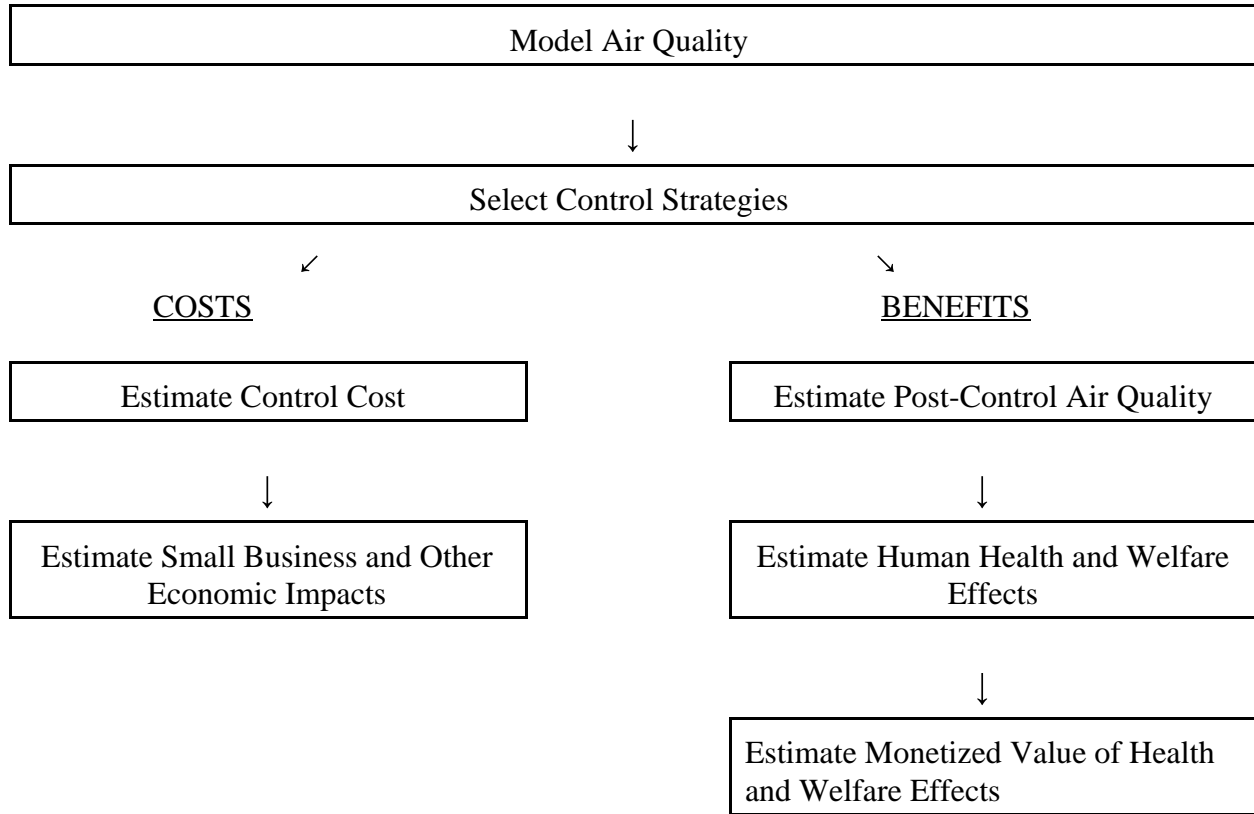 Model Air Quality
↓
Select Control Strategies
↙ ↘
COSTS BENEFITS
Estimate Control Cost Estimate Post-Control Air Quality
↓ ↓
Estimate Small Business and Other
Economic Impacts
Estimate Human Health and Welfare
Effects
↓
Estimate Monetized Value of Health
and Welfare Effects